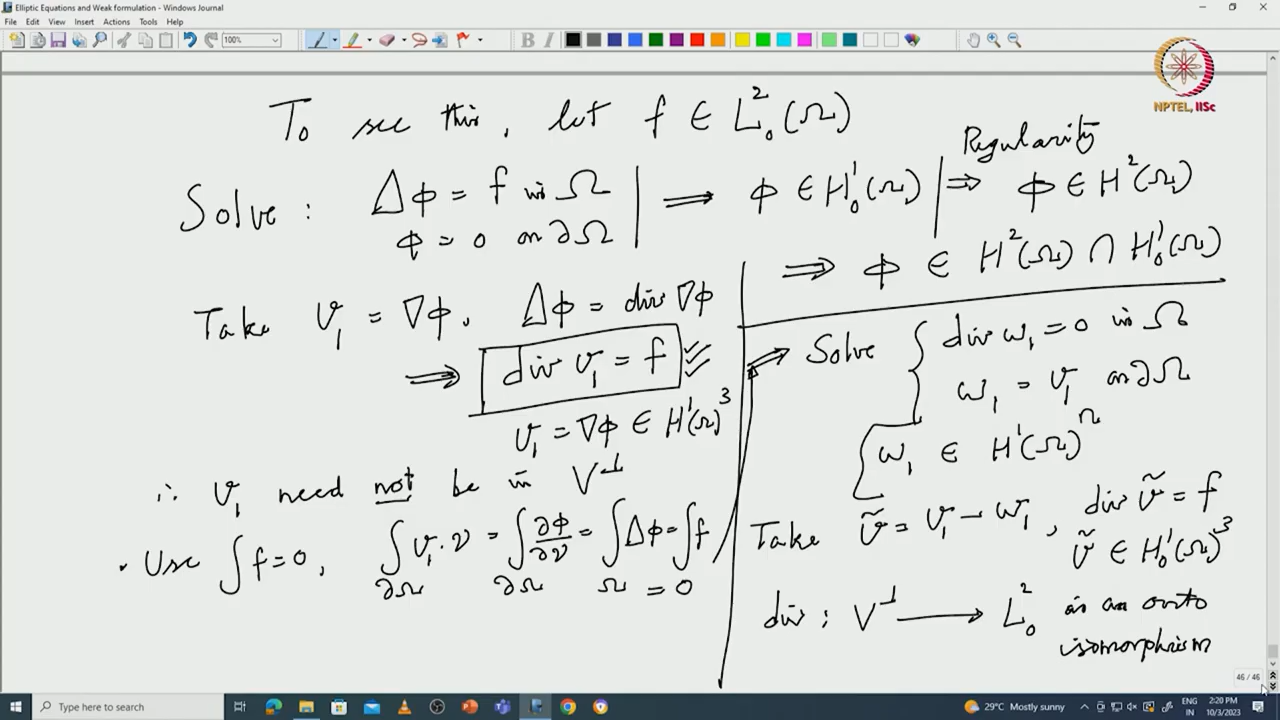 Elliptic Equations and Weak formulation - Windows Journal
File Edit View Insert Actions Tools Help
100%
B I
NPTEL, IISc
To see this, let f ∈ L²₀(Ω)
Solve : Δφ = f in Ω
φ = 0 on ∂Ω
⟹ φ ∈ H¹₀(Ω)
Regularity
⟹ φ ∈ H²(Ω)
⟹ φ ∈ H²(Ω) ∩ H¹₀(Ω)
Take v₁ = ∇φ, Δφ = div ∇φ
⟹ div v₁ = f
v₁ = ∇φ ∈ H¹(Ω)³
∴ v₁ need not be in V^⊥
• Use ∫f = 0, ∫_∂Ω v₁·ν = ∫_∂Ω ∂φ/∂ν = ∫_Ω Δφ = ∫f = 0
⟹ Solve { div w₁ = 0 in Ω
w₁ = v₁ on ∂Ω
{ w₁ ∈ H¹(Ω)ⁿ
Take ṽ = v₁ - w₁, div ṽ = f
ṽ ∈ H¹₀(Ω)³
div : V^⊥ ⟶ L²₀ is an onto
isomorphism
46 / 46
Type here to search
29°C Mostly sunny
ENG
IN
2:20 PM
10/3/2023